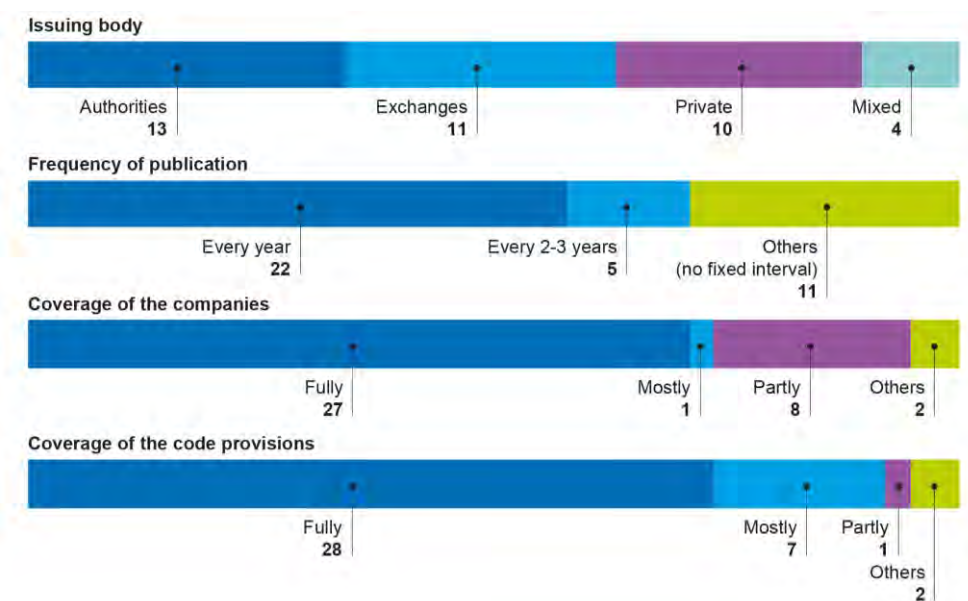 Issuing body
Authorities
13
Exchanges
11
Private
10
Mixed
4
Frequency of publication
Every year
22
Every 2-3 years
5
Others
(no fixed interval)
11
Coverage of the companies
Fully
27
Mostly
1
Partly
8
Others
2
Coverage of the code provisions
Fully
28
Mostly
7
Partly
1
Others
2